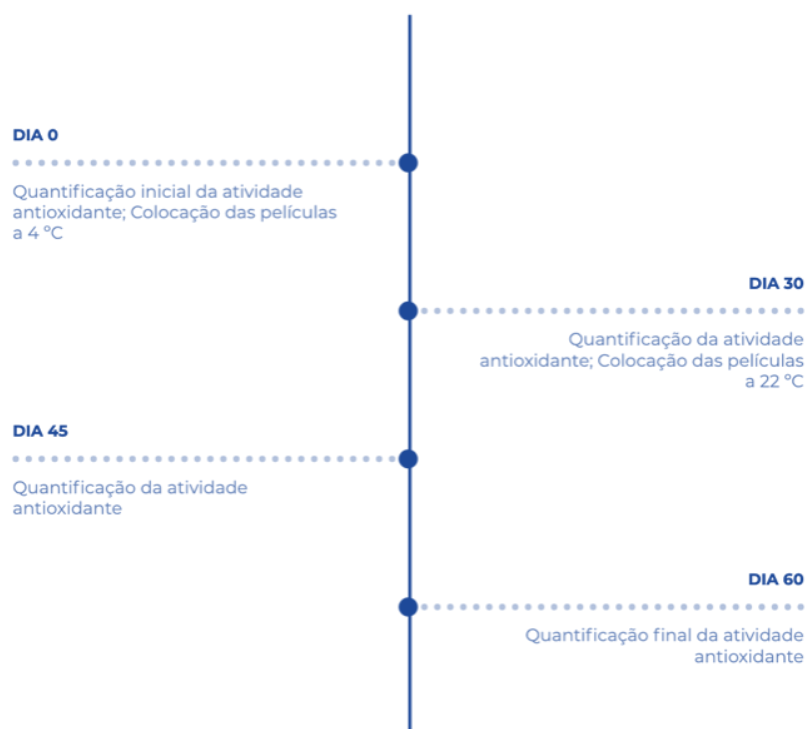 DIA 0
Quantificação inicial da atividade
antioxidante; Colocação das películas
a 4 ºC
DIA 30
Quantificação da atividade
antioxidante; Colocação das películas
a 22 ºC
DIA 45
Quantificação da atividade
antioxidante
DIA 60
Quantificação final da atividade
antioxidante